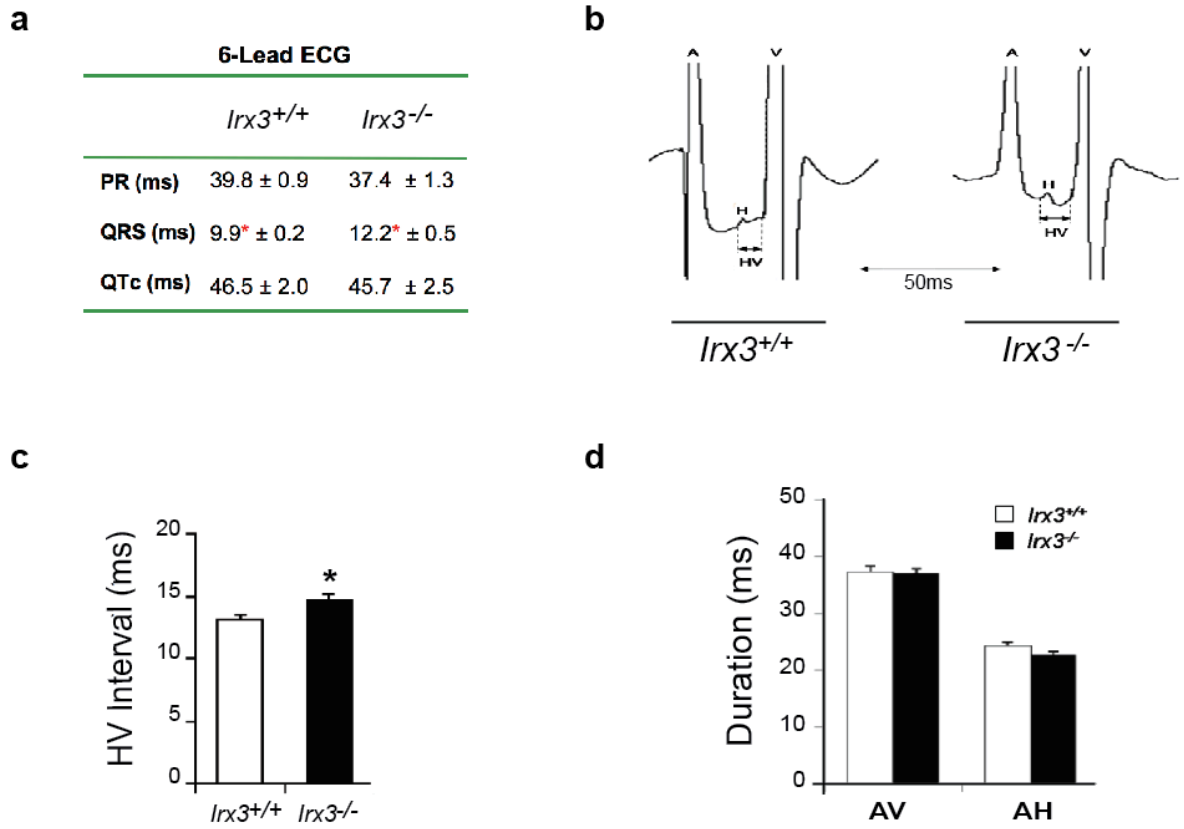 a
6-Lead ECG
Irx3+/+ Irx3-/-
PR (ms) 39.8 ± 0.9 37.4 ± 1.3
QRS (ms) 9.9* ± 0.2 12.2* ± 0.5
QTc (ms) 46.5 ± 2.0 45.7 ± 2.5
b
A V A V
H H
HV HV
50ms
Irx3+/+ Irx3-/-
c
HV Interval (ms)
20
15
10
5
0
*
Irx3+/+ Irx3-/-
d
Duration (ms)
50
40
30
20
10
0
Irx3+/+
Irx3-/-
AV AH